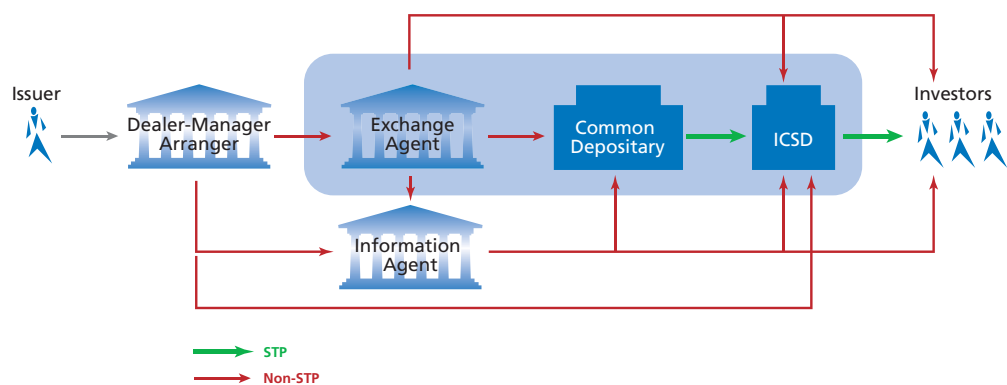 Issuer
Dealer-Manager
Arranger
Exchange
Agent
Common
Depositary
ICSD
Investors
Information
Agent
STP
Non-STP